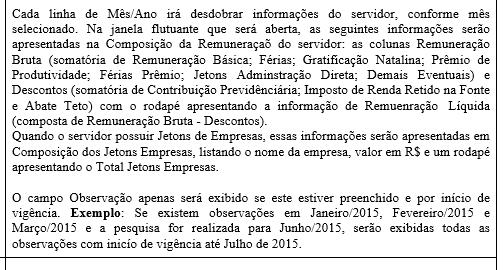 Cada linha de Mês/Ano irá desdobrar informações do servidor, conforme mês
selecionado. Na janela flutuante que será aberta, as seguintes informações serão
apresentadas na Composição da Remuneraçaõ do servidor: as colunas Remuneração
Bruta (somatória de Remuneração Básica; Férias; Gratificação Natalina; Prêmio de
Produtividade; Férias Prêmio; Jetons Adminstração Direta; Demais Eventuais) e
Descontos (somatória de Contribuição Previdênciária; Imposto de Renda Retido na Fonte
e Abate Teto) com o rodapé apresentando a informação de Remuenração Líquida
(composta de Remuneração Bruta - Descontos).
Quando o servidor possuir Jetons de Empresas, essas informações serão apresentadas em
Composição dos Jetons Empresas, listando o nome da empresa, valor em R$ e um rodapé
apresentando o Total Jetons Empresas.
O campo Observação apenas será exibido se este estiver preenchido e por início de
vigência. Exemplo: Se existem observações em Janeiro/2015, Fevereiro/2015 e
Março/2015 e a pesquisa for realizada para Junho/2015, serão exibidas todas as
observações com inicío de vigência até Julho de 2015.